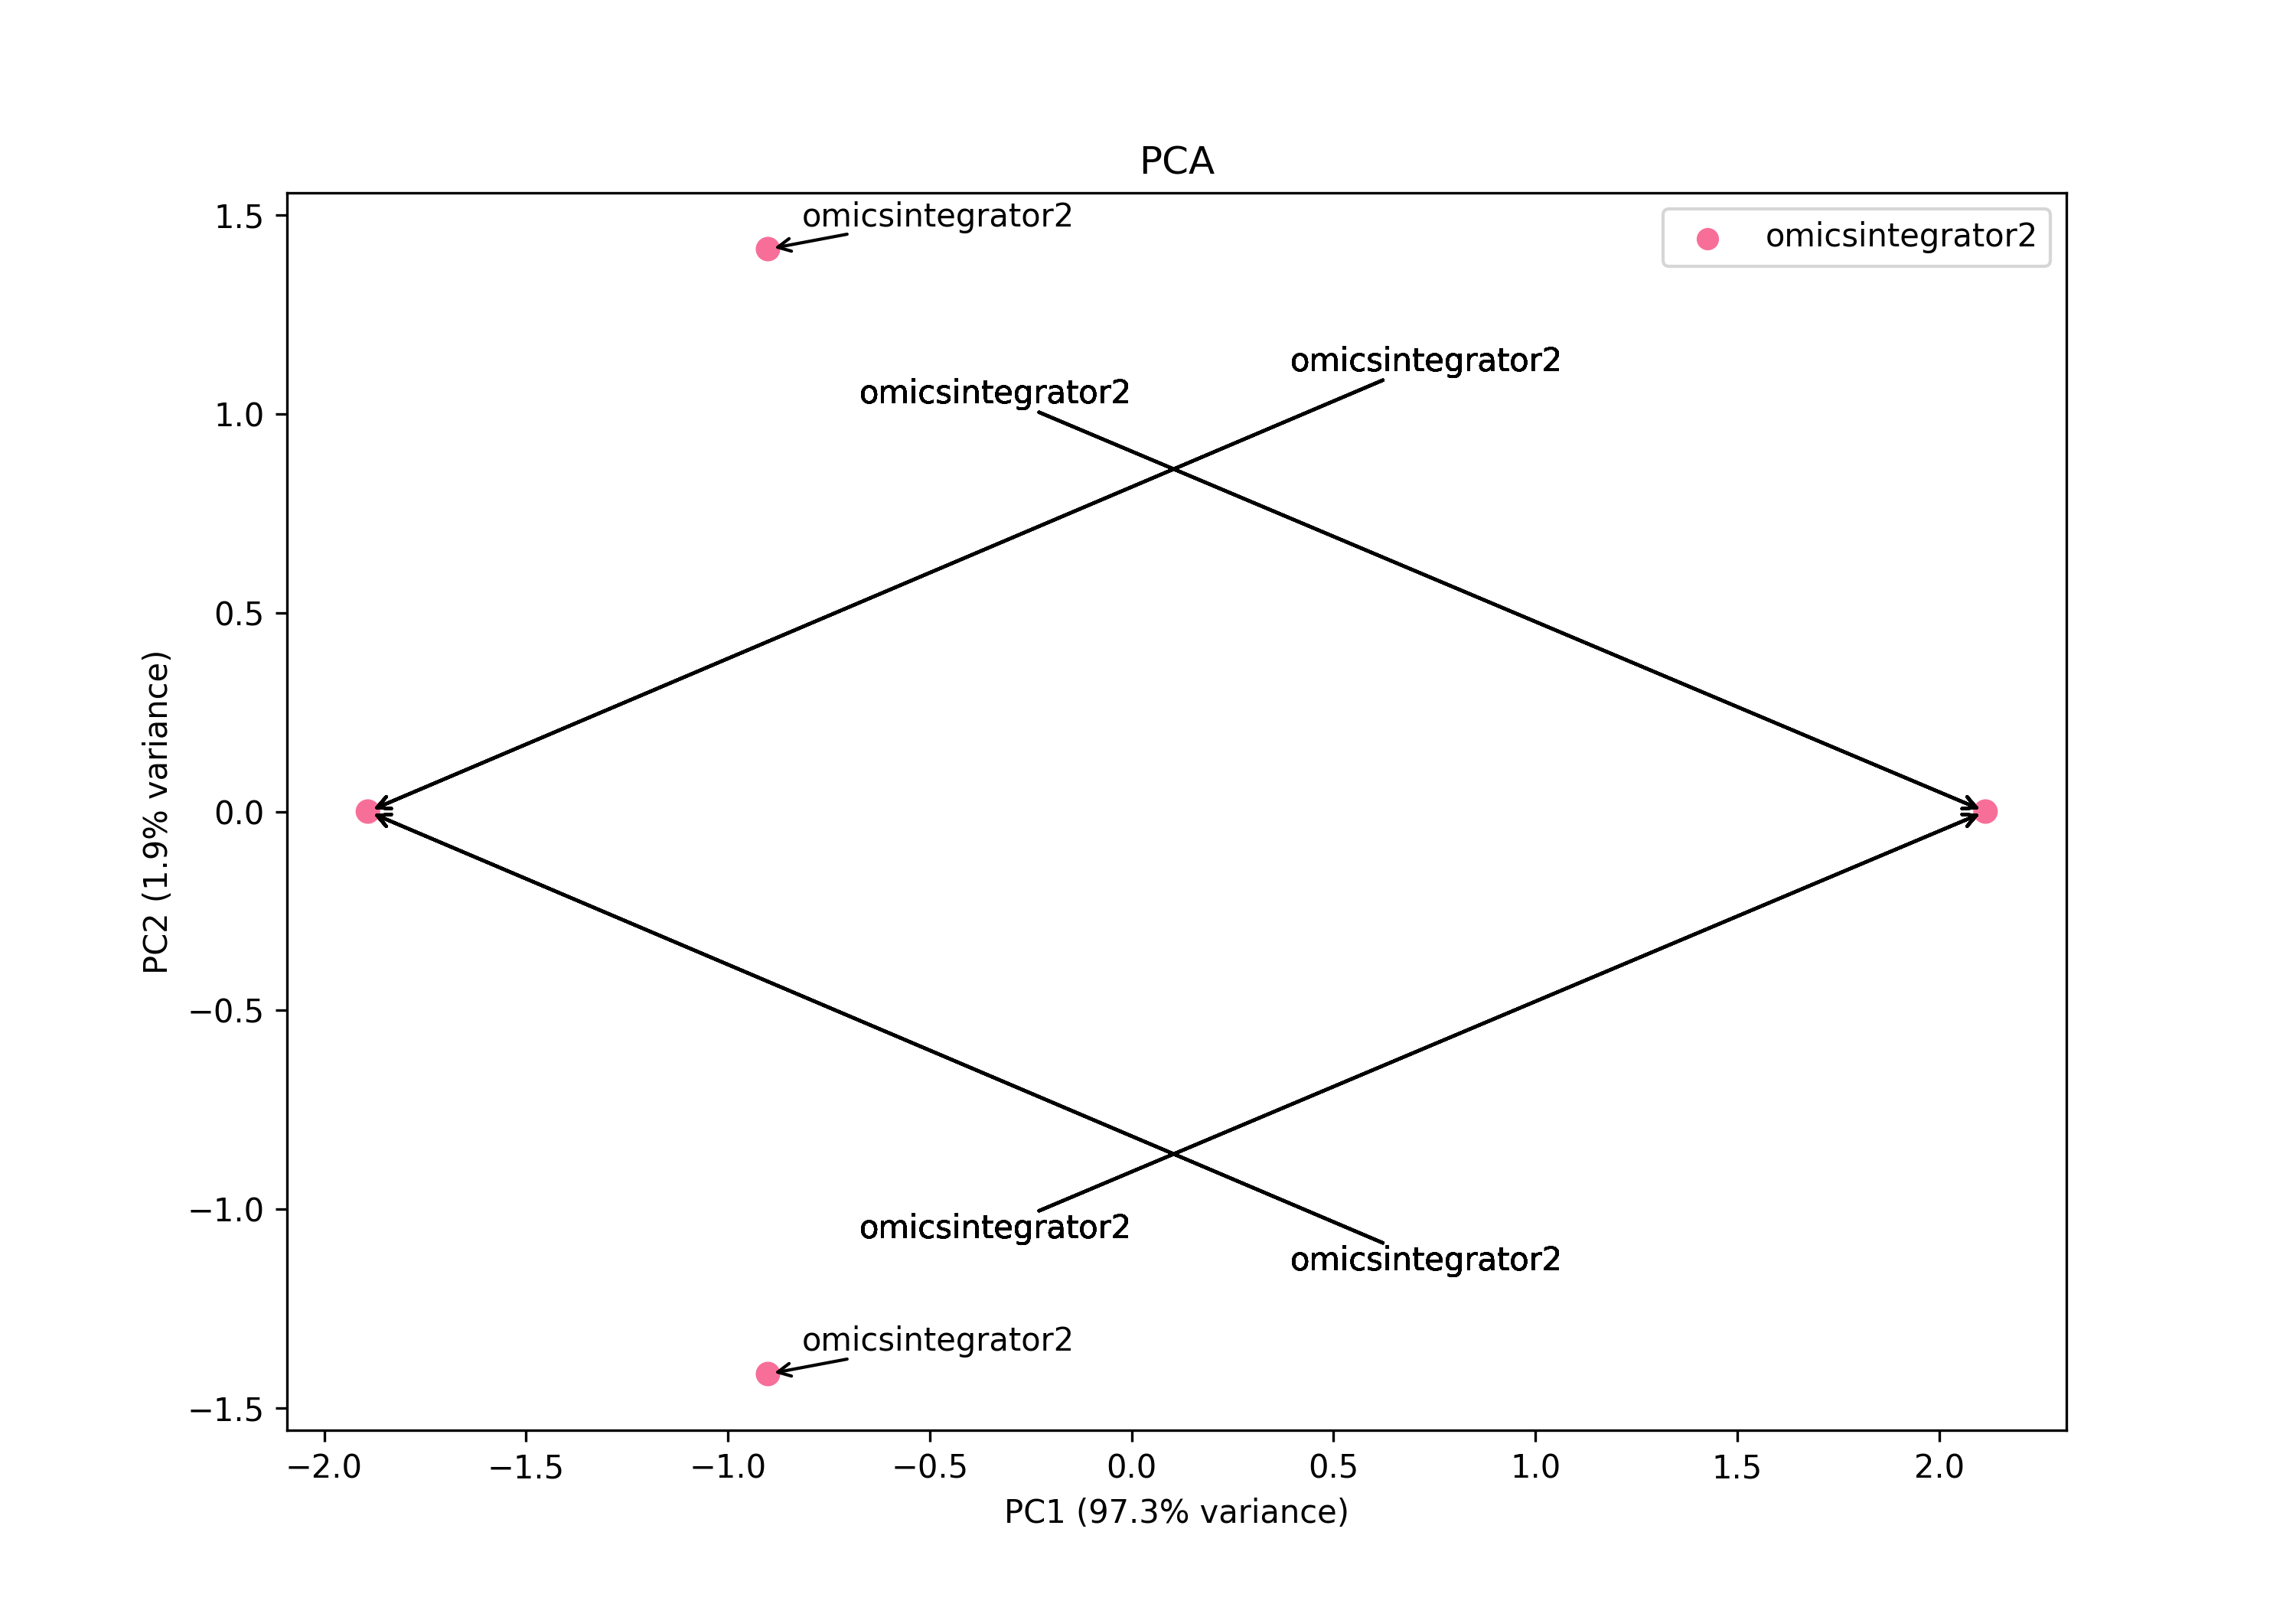 PCA
1.5
omicsintegrator2
omicsintegrator2
omicsintegrator2
omicsintegrator2
1.0
0.5
0.0
−0.5
−1.0
−1.5
PC2 (1.9% variance)
omicsintegrator2
omicsintegrator2
omicsintegrator2
−2.0 −1.5 −1.0 −0.5 0.0 0.5 1.0 1.5 2.0
PC1 (97.3% variance)